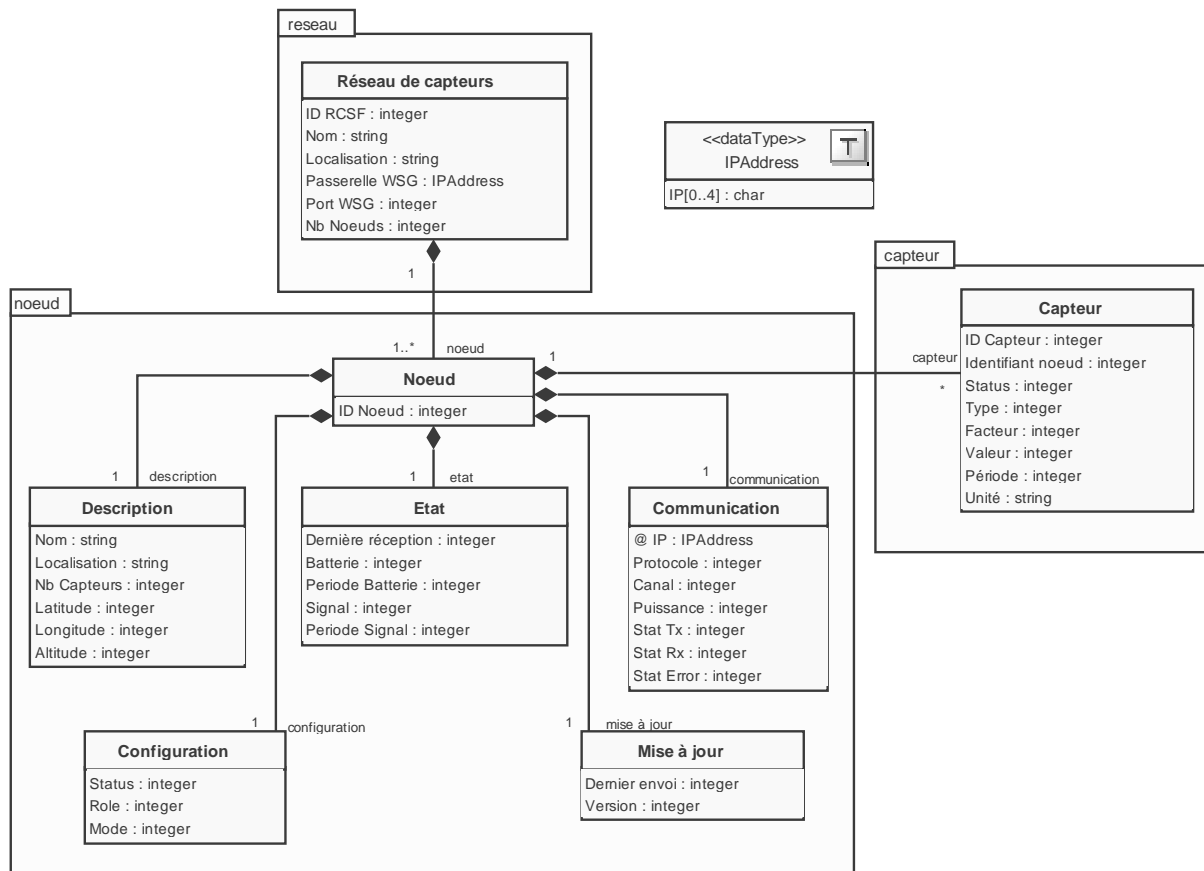 reseau
Réseau de capteurs
ID RCSF : integer
Nom : string
Localisation : string
Passerelle WSG : IPAddress
Port WSG : integer
Nb Noeuds : integer
1
<<dataType>>
T
IPAddress
IP[0..4] : char
capteur
Capteur
ID Capteur : integer
Identifiant noeud : integer
Status : integer
Type : integer
Facteur : integer
Valeur : integer
Période : integer
Unité : string
capteur
*
noeud
1..*
noeud
1
Noeud
ID Noeud : integer
1
description
Description
Nom : string
Localisation : string
Nb Capteurs : integer
Latitude : integer
Longitude : integer
Altitude : integer
1
etat
Etat
Dernière réception : integer
Batterie : integer
Periode Batterie : integer
Signal : integer
Periode Signal : integer
1
communication
Communication
@ IP : IPAddress
Protocole : integer
Canal : integer
Puissance : integer
Stat Tx : integer
Stat Rx : integer
Stat Error : integer
1
configuration
Configuration
Status : integer
Role : integer
Mode : integer
1
mise à jour
Mise à jour
Dernier envoi : integer
Version : integer